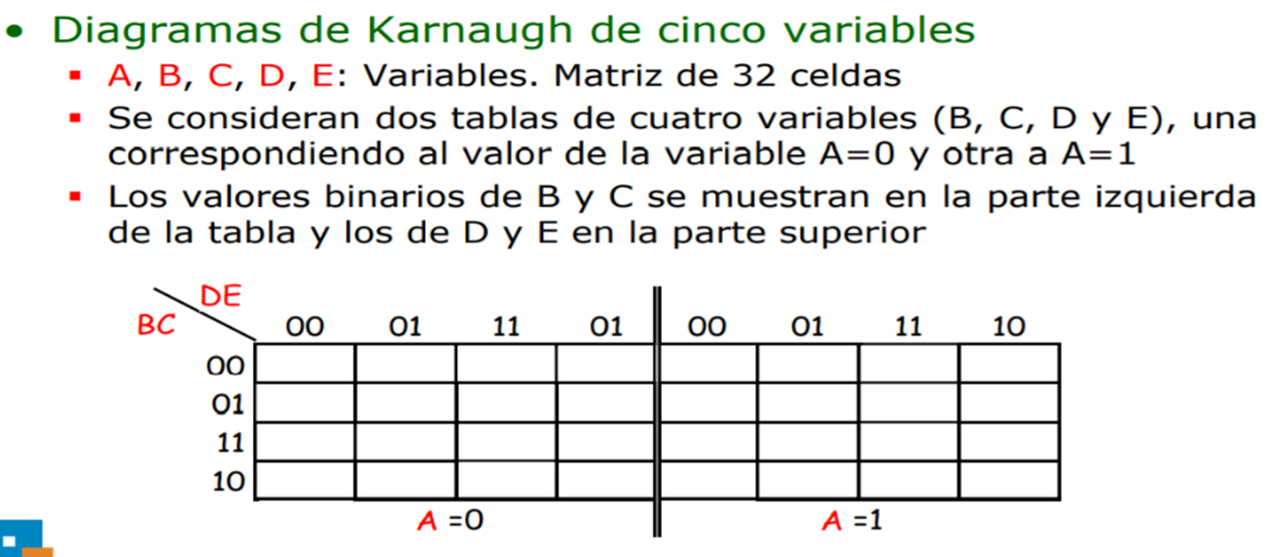 • Diagramas de Karnaugh de cinco variables
▪ A, B, C, D, E: Variables. Matriz de 32 celdas
▪ Se consideran dos tablas de cuatro variables (B, C, D y E), una
correspondiendo al valor de la variable A=0 y otra a A=1
▪ Los valores binarios de B y C se muestran en la parte izquierda
de la tabla y los de D y E en la parte superior
DE
BC 00 01 11 01 00 01 11 10
00
01
11
10
A =0 A =1